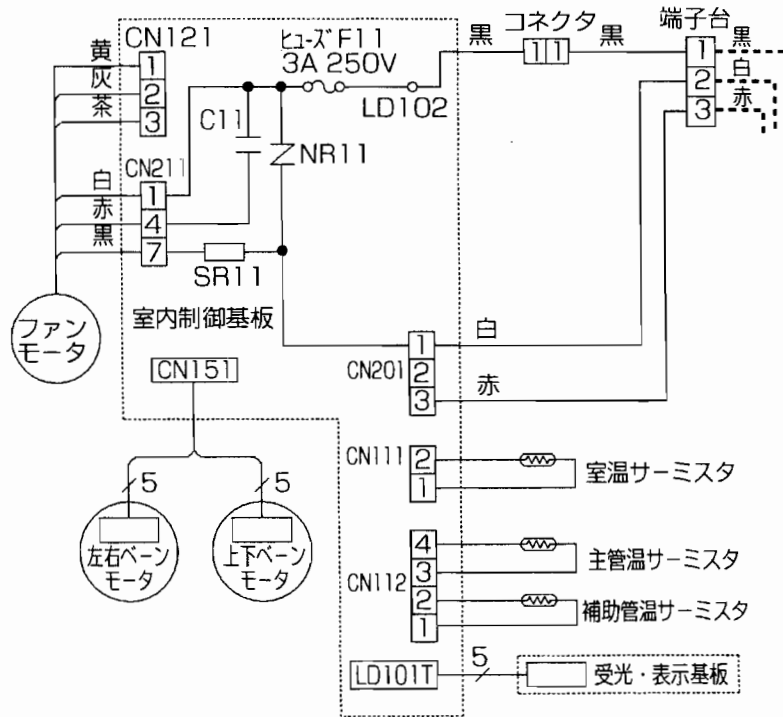 CN121
黄
灰
茶
1
2
3
ヒューズ F11
3A 250V
LD102
黒
コネクタ
1 1
黒
端子台
1
2
3
黒
白
赤
C11
NR11
CN211
白
赤
黒
1
4
7
SR11
ファン
モータ
室内制御基板
CN151
5
5
左右ベーン
モータ
上下ベーン
モータ
CN201
1
2
3
白
赤
CN111
2
1
室温サーミスタ
CN112
4
3
2
1
主管温サーミスタ
補助管温サーミスタ
LD101T
5
受光・表示基板